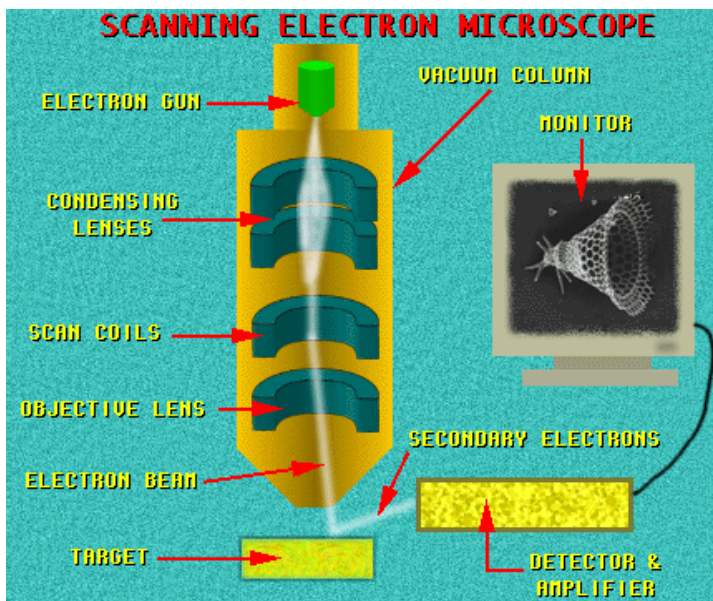 SCANNING ELECTRON MICROSCOPE
VACUUM COLUMN
ELECTRON GUN
MONITOR
CONDENSING
LENSES
SCAN COILS
OBJECTIVE LENS
SECONDARY ELECTRONS
ELECTRON BEAM
TARGET
DETECTOR &
AMPLIFIER